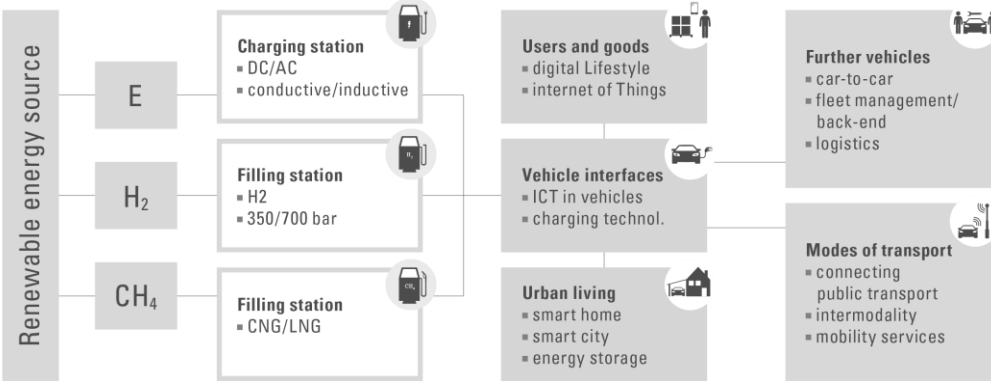 Renewable energy source
E
H₂
CH₄
Charging station
▪ DC/AC
▪ conductive/inductive
H₂
Filling station
▪ H2
▪ 350/700 bar
CH₄
Filling station
▪ CNG/LNG
Users and goods
▪ digital Lifestyle
▪ internet of Things
Vehicle interfaces
▪ ICT in vehicles
▪ charging technol.
Urban living
▪ smart home
▪ smart city
▪ energy storage
Further vehicles
▪ car-to-car
▪ fleet management/
back-end
▪ logistics
Modes of transport
▪ connecting
public transport
▪ intermodality
▪ mobility services